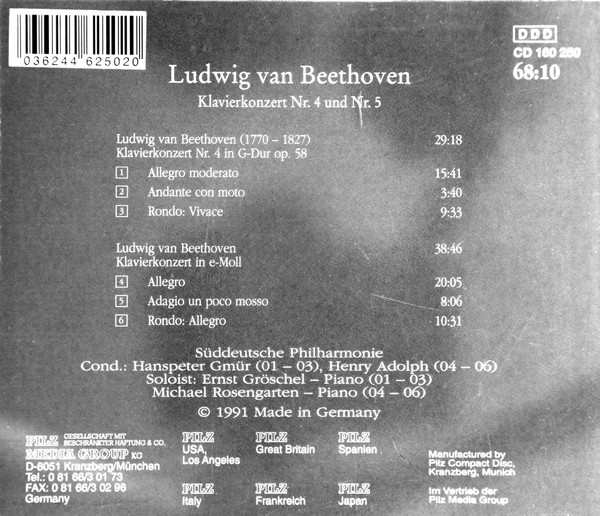 036244 625020
DDD
CD 160 250
68:10
Ludwig van Beethoven
Klavierkonzert Nr. 4 und Nr. 5
Ludwig van Beethoven (1770 – 1827) 29:18
Klavierkonzert Nr. 4 in G-Dur op. 58
1 Allegro moderato 15:41
2 Andante con moto 3:40
3 Rondo: Vivace 9:33
Ludwig van Beethoven 38:46
Klavierkonzert in e-Moll
4 Allegro 20:05
5 Adagio un poco mosso 8:06
6 Rondo: Allegro 10:31
Süddeutsche Philharmonie
Cond.: Hanspeter Gmür (01 – 03), Henry Adolph (04 – 06)
Soloist: Ernst Gröschel – Piano (01 – 03)
Michael Rosengarten – Piano (04 – 06)
© 1991 Made in Germany
PILZ GESELLSCHAFT MIT
BESCHRÄNKTER HAFTUNG & CO.
MEDIA GROUP KG
D-8051 Kranzberg/München
Tel.: 0 81 66/3 01 73
FAX: 0 81 66/3 02 98
Germany
PILZ
USA,
Los Angeles
PILZ
Great Britain
PILZ
Spanien
PILZ
Italy
PILZ
Frankreich
PILZ
Japan
Manufactured by
Pilz Compact Disc,
Kranzberg, Munich
Im Vertrieb der
Pilz Media Group